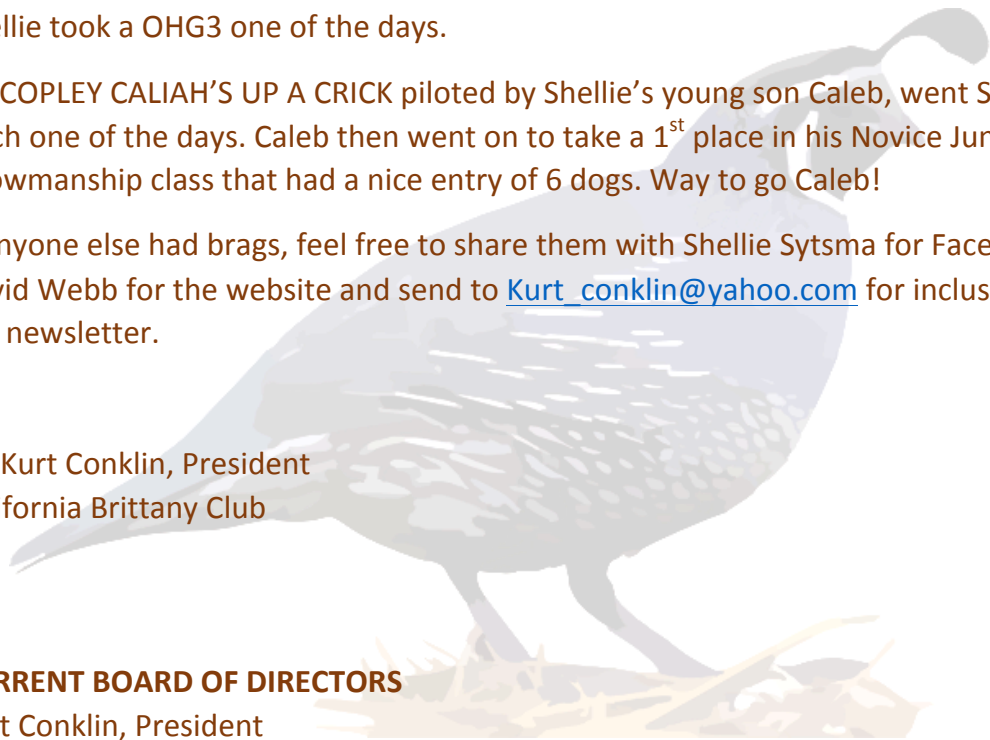 ellie took a OHG3 one of the days.
COPLEY CALIAH’S UP A CRICK piloted by Shellie’s young son Caleb, went S
ch one of the days. Caleb then went on to take a 1st place in his Novice Jun
owmanship class that had a nice entry of 6 dogs. Way to go Caleb!
nyone else had brags, feel free to share them with Shellie Sytsma for Face
vid Webb for the website and send to Kurt_conklin@yahoo.com for inclus
newsletter.
Kurt Conklin, President
ifornia Brittany Club
RRENT BOARD OF DIRECTORS
t Conklin, President